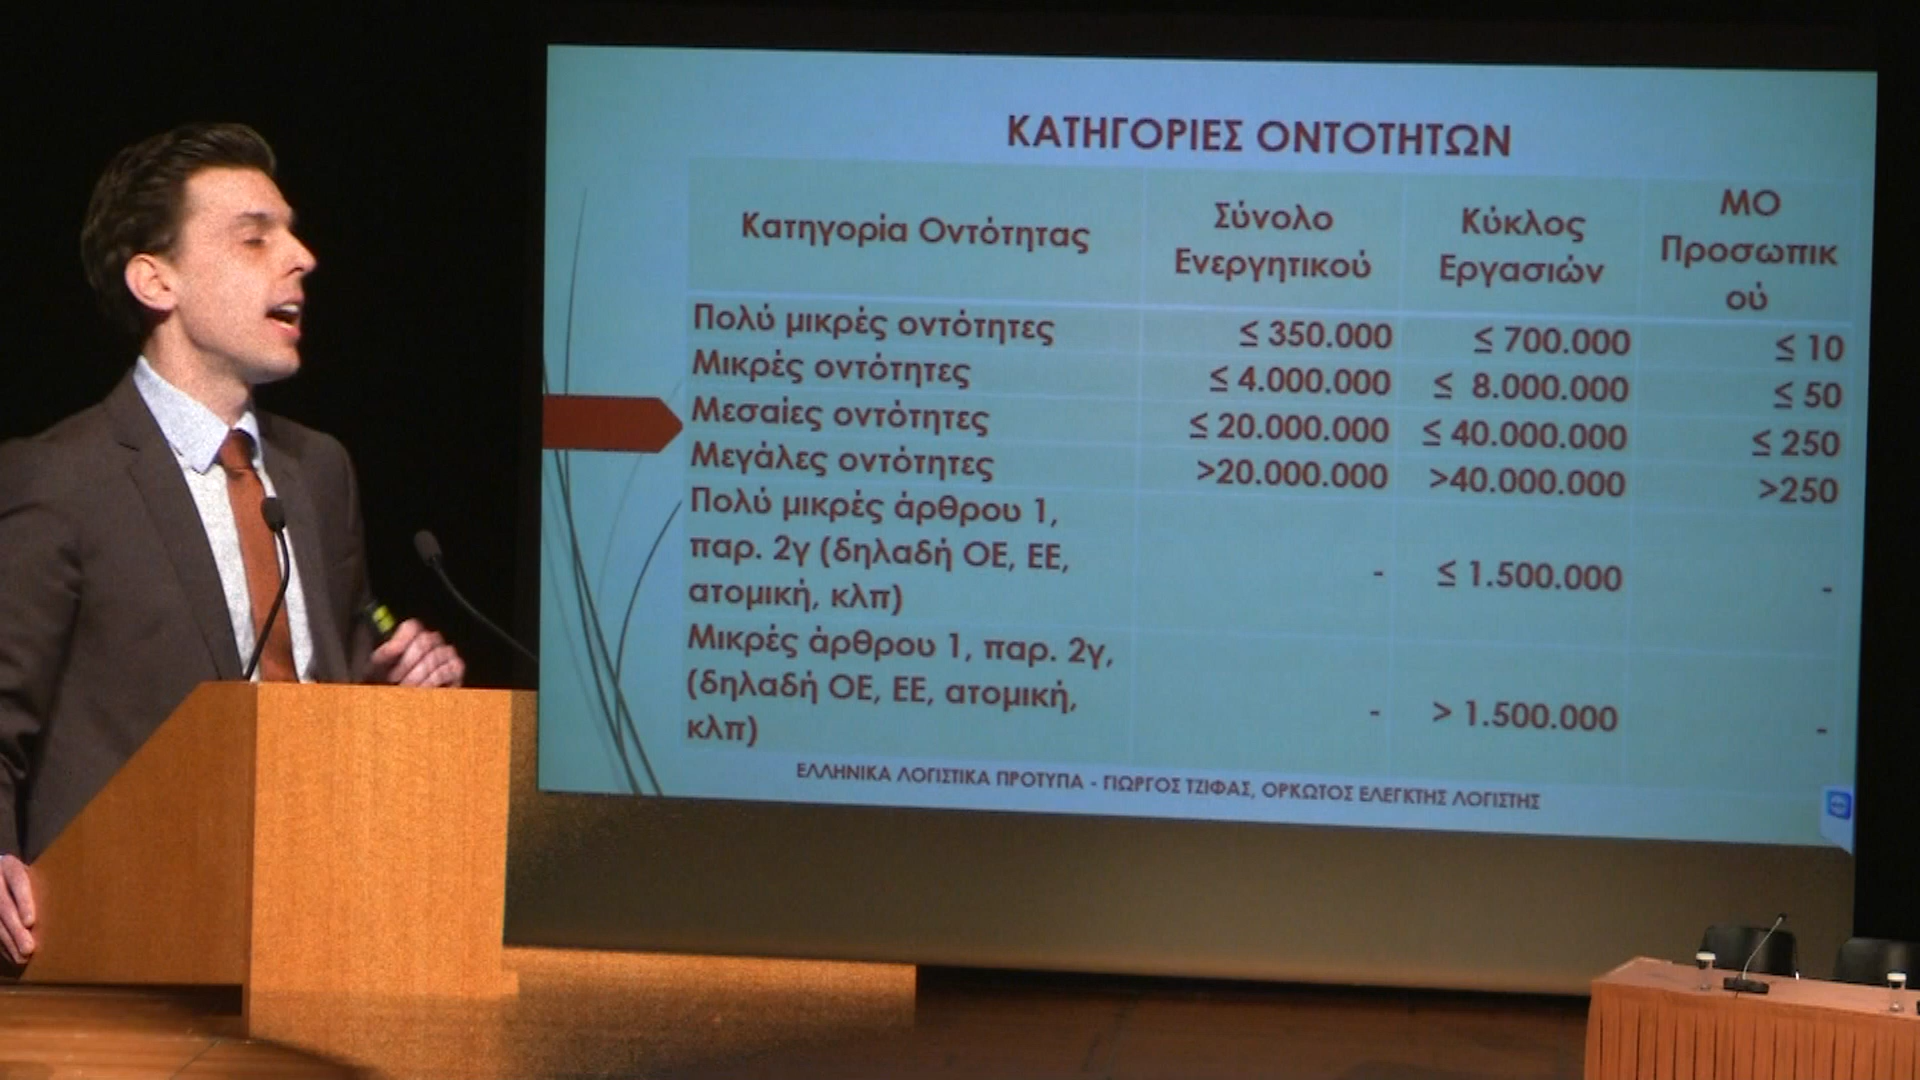 ΚΑΤΗΓΟΡΙΕΣ ΟΝΤΟΤΗΤΩΝ
Κατηγορία Οντότητας
Σύνολο
Ενεργητικού
Κύκλος
Εργασιών
ΜΟ
Προσωπικ
ού
Πολύ μικρές οντότητες ≤ 350.000 ≤ 700.000 ≤ 10
Μικρές οντότητες ≤ 4.000.000 ≤ 8.000.000 ≤ 50
Μεσαίες οντότητες ≤ 20.000.000 ≤ 40.000.000 ≤ 250
Μεγάλες οντότητες >20.000.000 >40.000.000 >250
Πολύ μικρές άρθρου 1,
παρ. 2γ (δηλαδή ΟΕ, ΕΕ,
ατομική, κλπ)
- ≤ 1.500.000 -
Μικρές άρθρου 1, παρ. 2γ,
(δηλαδή ΟΕ, ΕΕ, ατομική,
κλπ)
- > 1.500.000 -
ΕΛΛΗΝΙΚΑ ΛΟΓΙΣΤΙΚΑ ΠΡΟΤΥΠΑ - ΓΙΩΡΓΟΣ ΤΖΙΦΑΣ, ΟΡΚΩΤΟΣ ΕΛΕΓΚΤΗΣ ΛΟΓΙΣΤΗΣ